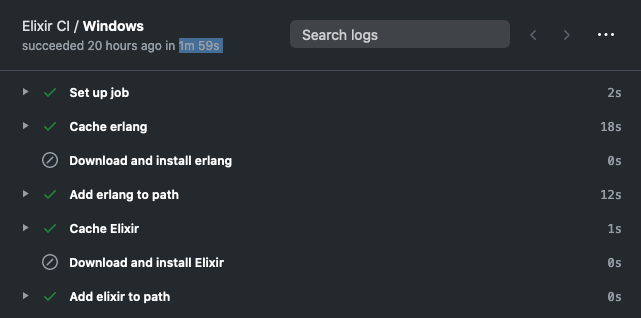 Elixir CI / Windows
succeeded 20 hours ago in 1m 59s
Search logs
Set up job 2s
Cache erlang 18s
Download and install erlang 0s
Add erlang to path 12s
Cache Elixir 1s
Download and install Elixir 0s
Add elixir to path 0s